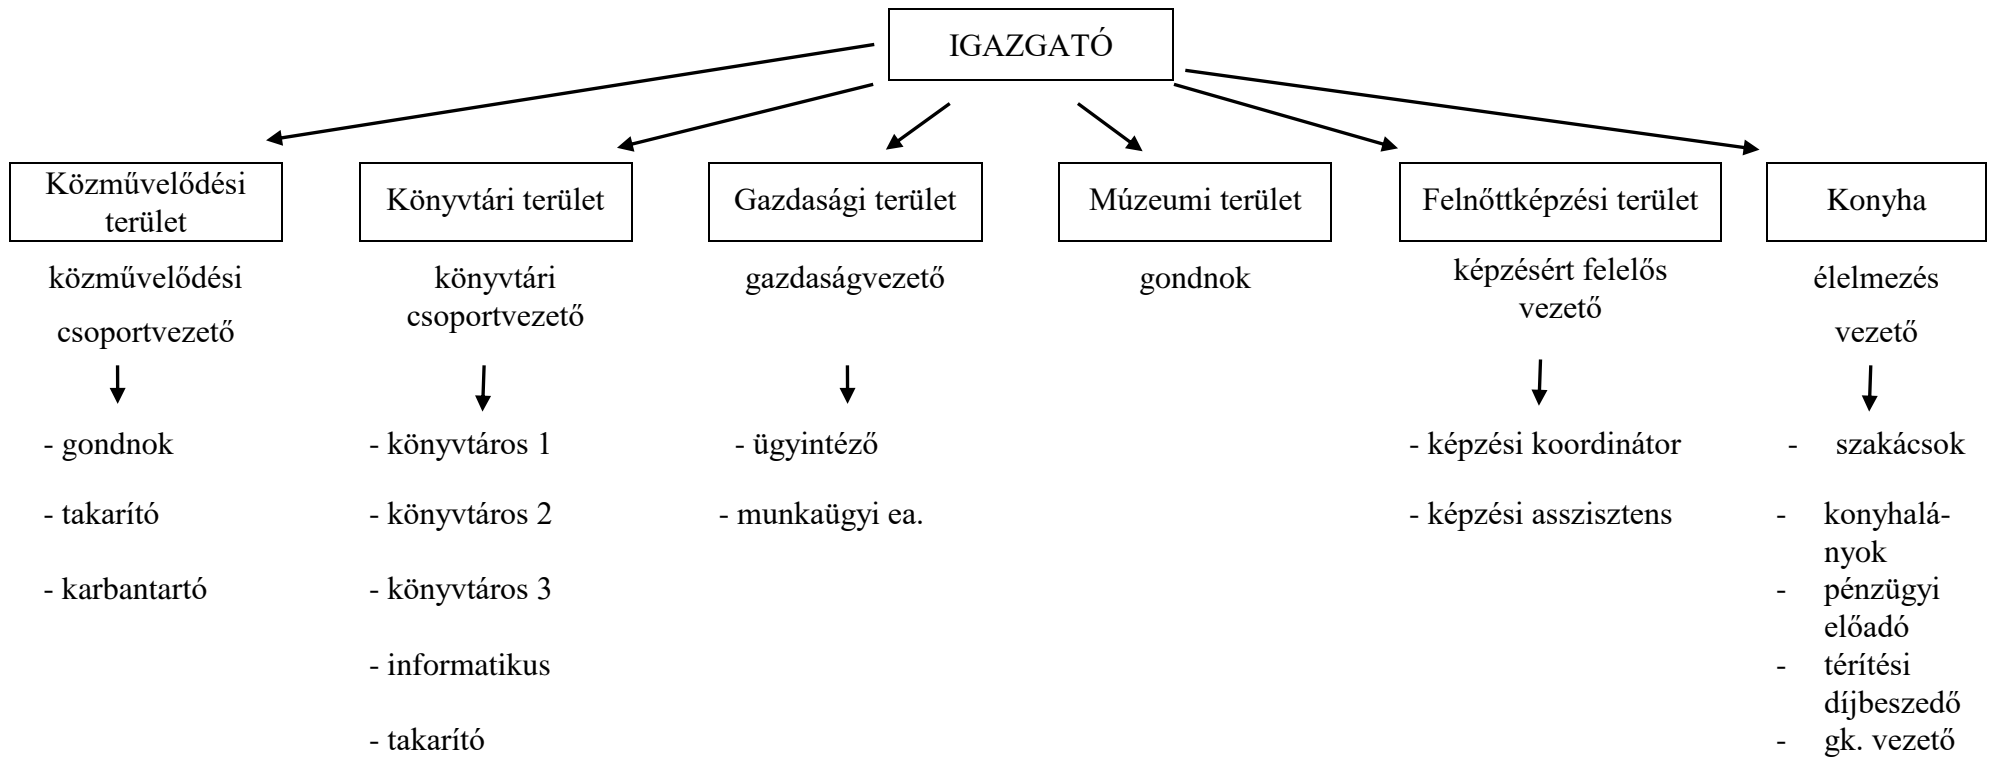 IGAZGATÓ
Közművelődési
terület
Könyvtári terület
Gazdasági terület
Múzeumi terület
Felnőttképzési terület
Konyha
közművelődési
csoportvezető
könyvtári
csoportvezető
gazdaságvezető
gondnok
képzésért felelős
vezető
élelmezés
vezető
- gondnok
- takarító
- karbantartó
- könyvtáros 1
- könyvtáros 2
- könyvtáros 3
- informatikus
- takarító
- ügyintéző
- munkaügyi ea.
- képzési koordinátor
- képzési asszisztens
- szakácsok
- konyhalá-
nyok
- pénzügyi
előadó
- térítési
díjbeszedő
- gk. vezető